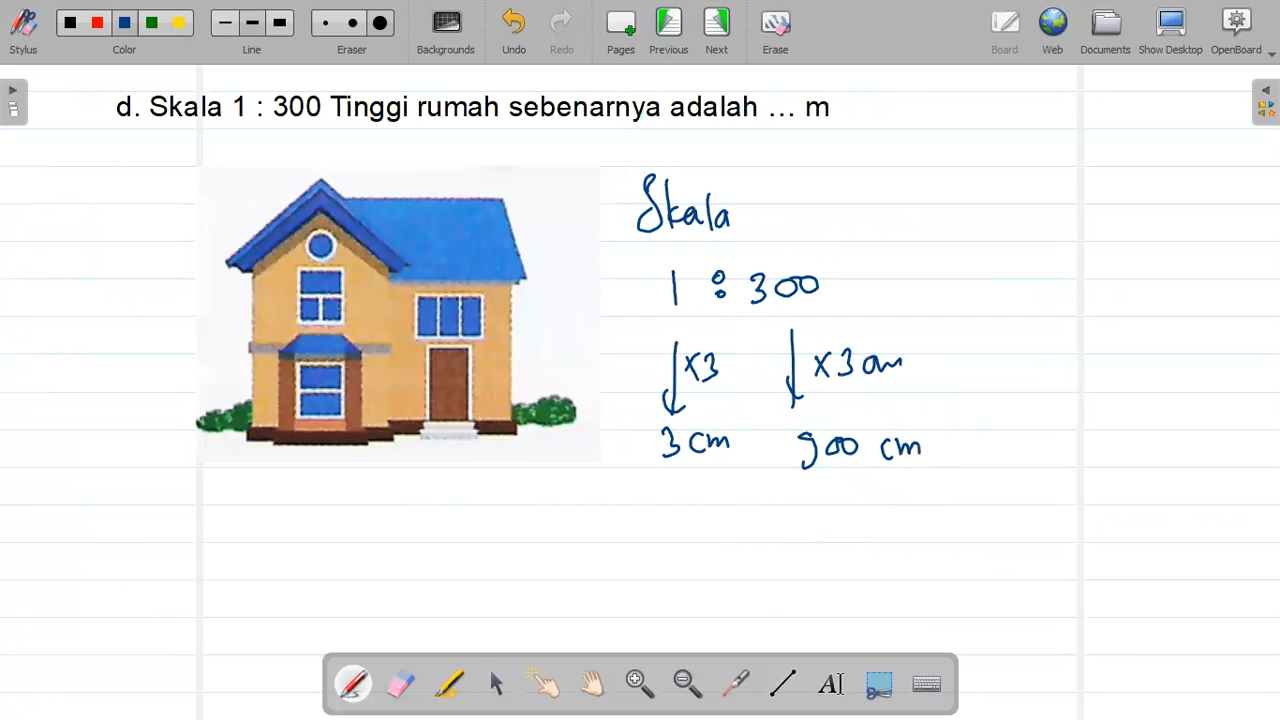 Stylus
Color
Line
Eraser
Backgrounds
Undo
Redo
Pages
Previous
Next
Erase
Board
Web
Documents
Show Desktop
OpenBoard
d. Skala 1 : 300 Tinggi rumah sebenarnya adalah … m
Skala
1 : 300
x3 x3 cm
3 cm 900 cm
AI